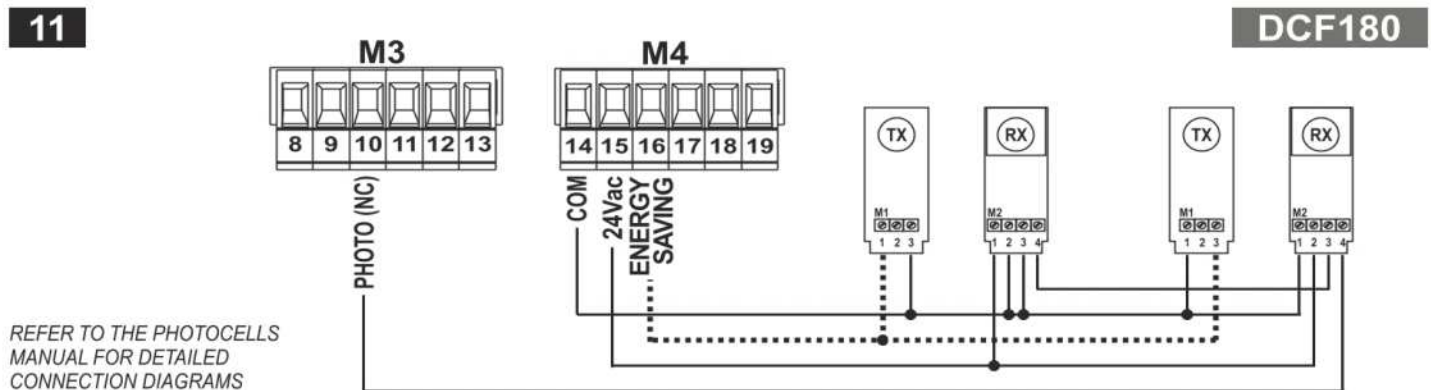 11
DCF180
M3
M4
8 9 10 11 12 13
14 15 16 17 18 19
PHOTO (NC)
COM
24Vac
ENERGY
SAVING
TX
RX
TX
RX
M1
M2
M1
M2
1 2 3
1 2 3 4
1 2 3
1 2 3 4
REFER TO THE PHOTOCELLS
MANUAL FOR DETAILED
CONNECTION DIAGRAMS